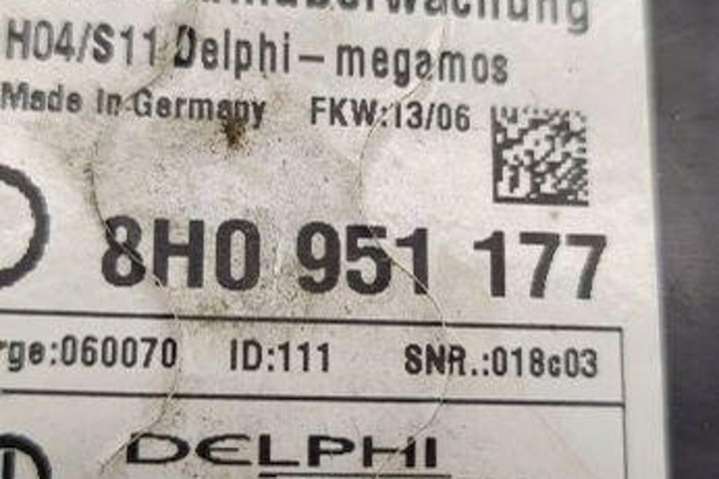 H04/S11 Delphi-megamos
Made in Germany FKW:13/06
8H0 951 177
rge:060070 ID:111 SNR.:018c03
DELPHI